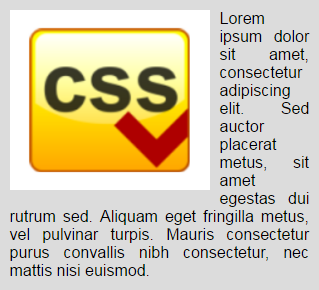 CSS
Lorem
ipsum dolor
sit amet,
consectetur
adipiscing
elit. Sed
auctor
placerat
metus, sit
amet
egestas dui
rutrum sed. Aliquam eget fringilla metus,
vel pulvinar turpis. Mauris consectetur
purus convallis nibh consectetur, nec
mattis nisi euismod.